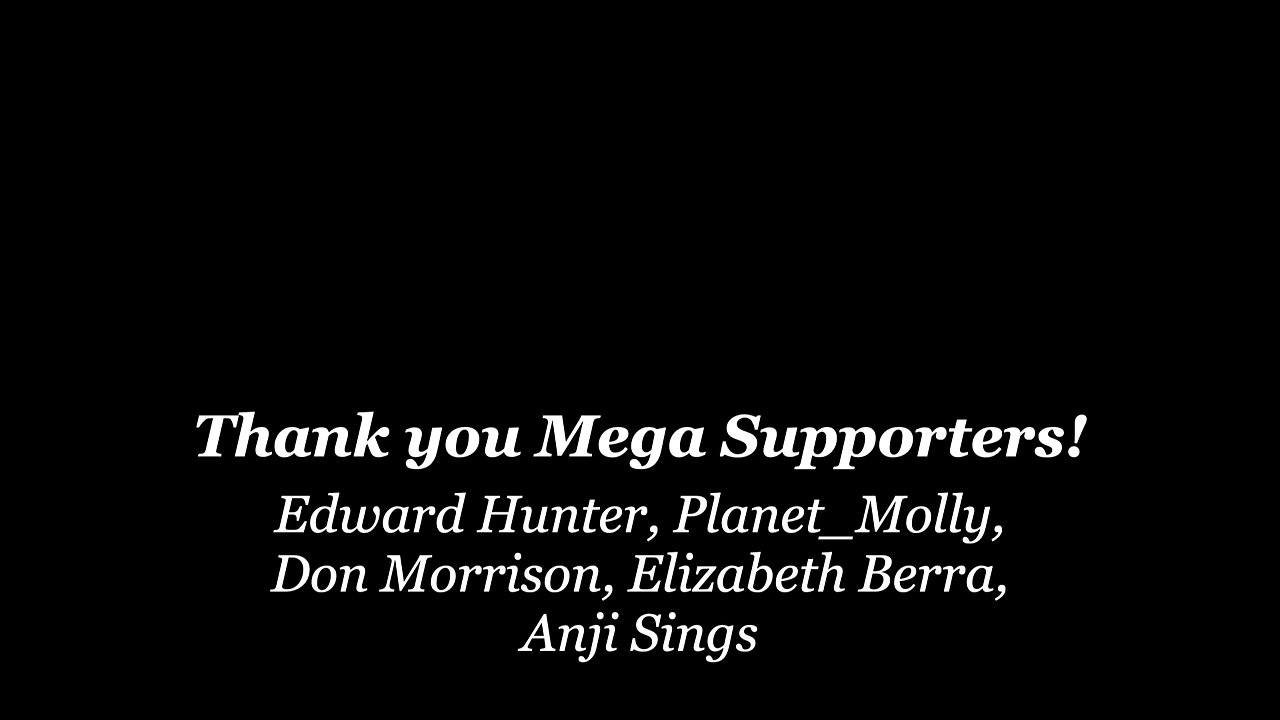 Thank you Mega Supporters!
Edward Hunter, Planet_Molly,
Don Morrison, Elizabeth Berra,
Anji Sings